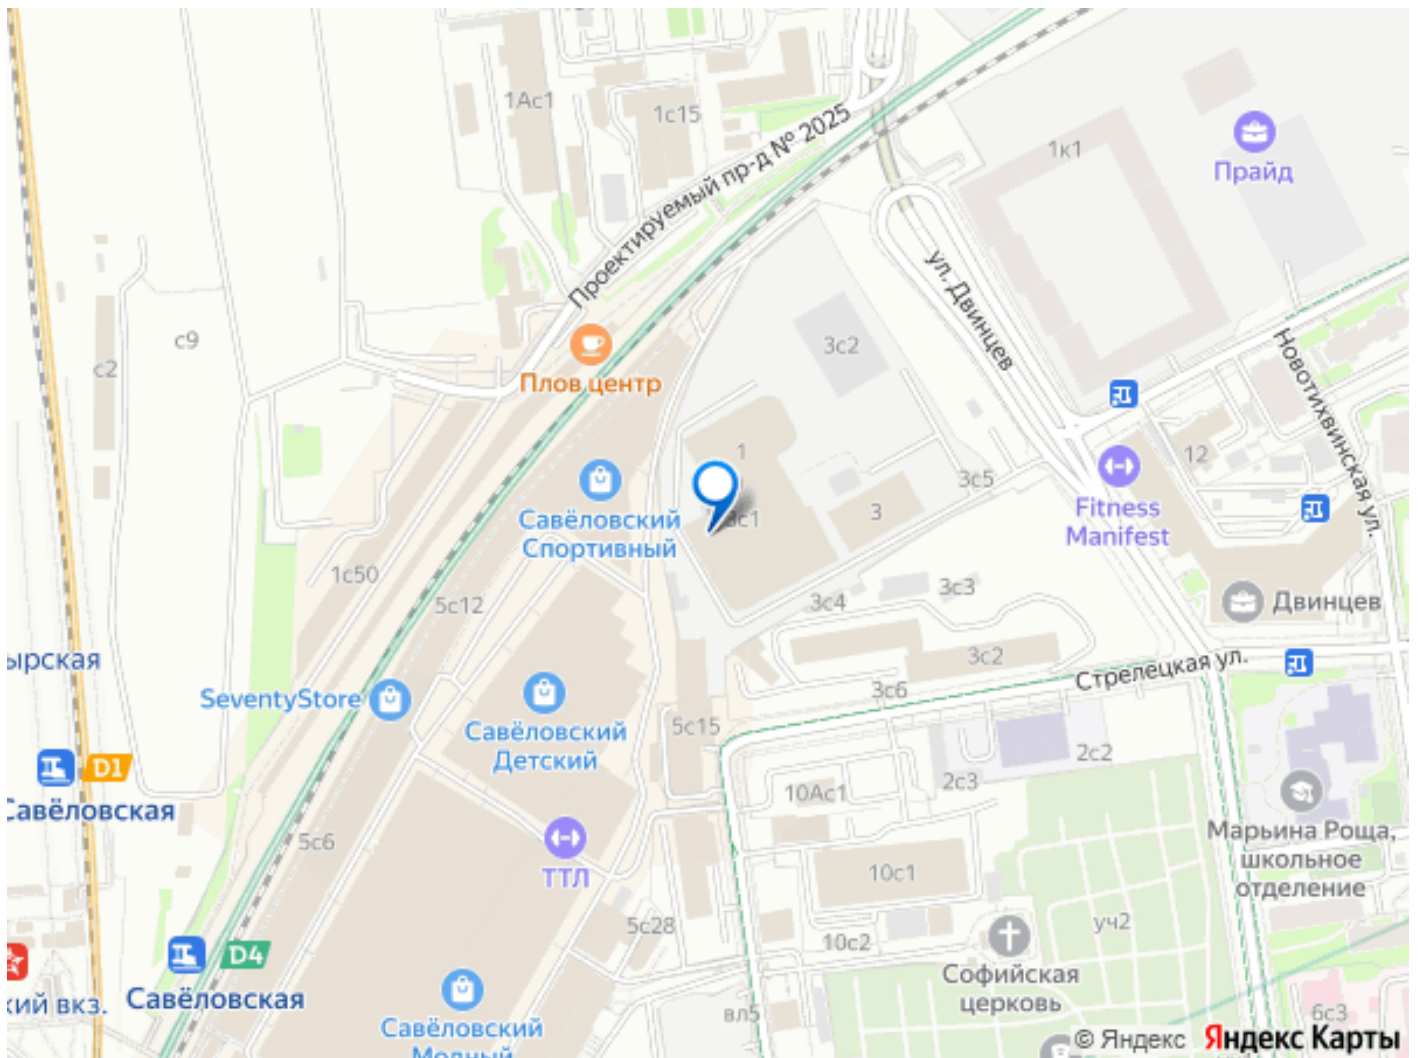 1Ас1
1с15
Проектируемый пр-д № 2025
1к1
Прайд
ул. Двинцев
с9
с2
3с2
Плов центр
Новотихвинская ул.
1
12
3с5
Савёловский
Спортивный
3с1
3
Fitness
Manifest
1с50
5с12
3с4
3с3
Двинцев
ырская
3с2
Стрелецкая ул.
SeventyStore
3с6
Савёловский
Детский
5с15
2с2
D1
Савёловская
2с3
10Ас1
Марьина Роща,
школьное
отделение
5с6
ТТЛ
10с1
5с28
уч2
10с2
D4
Софийская
церковь
кий вкз.
Савёловская
вл5
6с3
Савёловский
Модный
© Яндекс Яндекс Карты